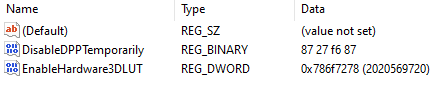 Name Type Data
(Default) REG_SZ (value not set)
DisableDPPTemporarily REG_BINARY 87 27 f6 87
EnableHardware3DLUT REG_DWORD 0x786f7278 (2020569720)